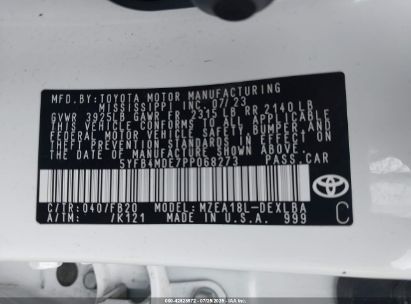 MFD.BY:TOYOTA MOTOR MANUFACTURING
MISSISSIPPI INC. 07/23
GVWR 3925LB GAWR FR 2315 LB RR 2140LB
THIS VEHICLE CONFORMS TO ALL APPLICABLE
FEDERAL MOTOR VEHICLE SAFETY,BUMPER,AND
THEFT PREVENTION STANDARDS IN EFFECT ON
THE DATE OF MANUFACTURE SHOWN ABOVE.
5YFB4MDE7PP068273 PASS.CAR
TOYOTA
C/TR:040/FB20 MODEL:MZEA18L-DEXLBA
A/TM: /K121 MADE IN U.S.A. 999 C